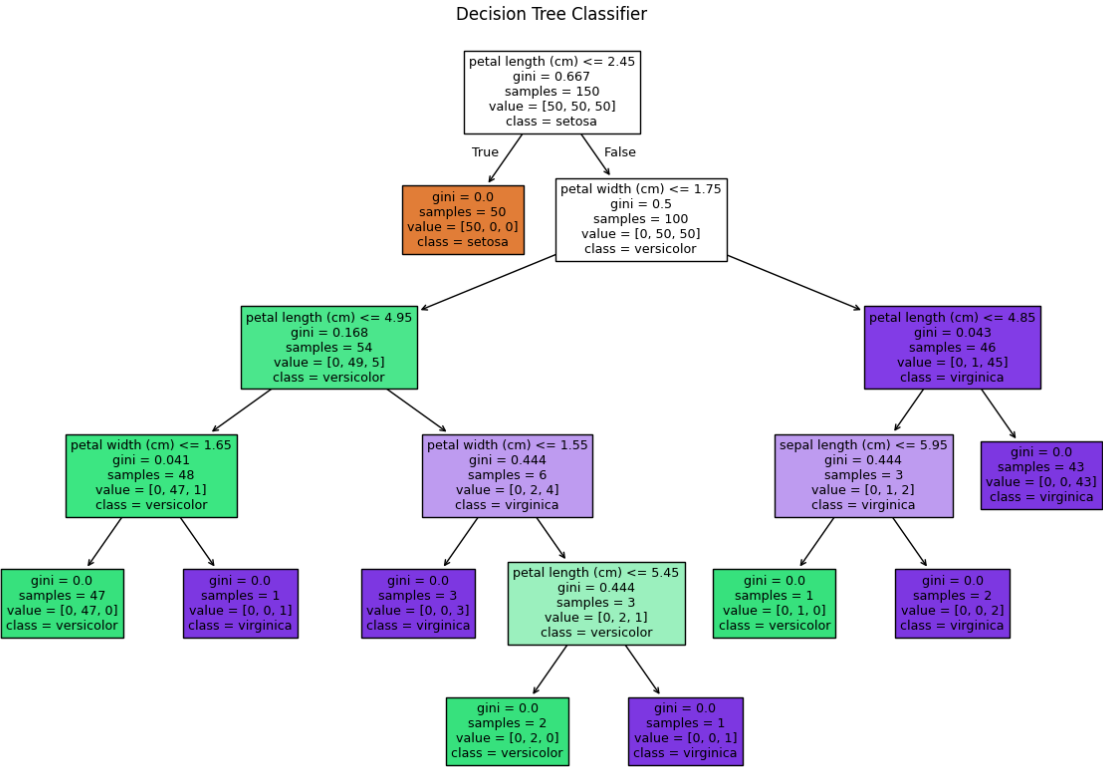 Decision Tree Classifier
petal length (cm) <= 2.45
gini = 0.667
samples = 150
value = [50, 50, 50]
class = setosa
True
False
gini = 0.0
samples = 50
value = [50, 0, 0]
class = setosa
petal width (cm) <= 1.75
gini = 0.5
samples = 100
value = [0, 50, 50]
class = versicolor
petal length (cm) <= 4.95
gini = 0.168
samples = 54
value = [0, 49, 5]
class = versicolor
petal length (cm) <= 4.85
gini = 0.043
samples = 46
value = [0, 1, 45]
class = virginica
petal width (cm) <= 1.65
gini = 0.041
samples = 48
value = [0, 47, 1]
class = versicolor
petal width (cm) <= 1.55
gini = 0.444
samples = 6
value = [0, 2, 4]
class = virginica
sepal length (cm) <= 5.95
gini = 0.444
samples = 3
value = [0, 1, 2]
class = virginica
gini = 0.0
samples = 43
value = [0, 0, 43]
class = virginica
gini = 0.0
samples = 47
value = [0, 47, 0]
class = versicolor
gini = 0.0
samples = 1
value = [0, 0, 1]
class = virginica
gini = 0.0
samples = 3
value = [0, 0, 3]
class = virginica
petal length (cm) <= 5.45
gini = 0.444
samples = 3
value = [0, 2, 1]
class = versicolor
gini = 0.0
samples = 1
value = [0, 1, 0]
class = versicolor
gini = 0.0
samples = 2
value = [0, 0, 2]
class = virginica
gini = 0.0
samples = 2
value = [0, 2, 0]
class = versicolor
gini = 0.0
samples = 1
value = [0, 0, 1]
class = virginica